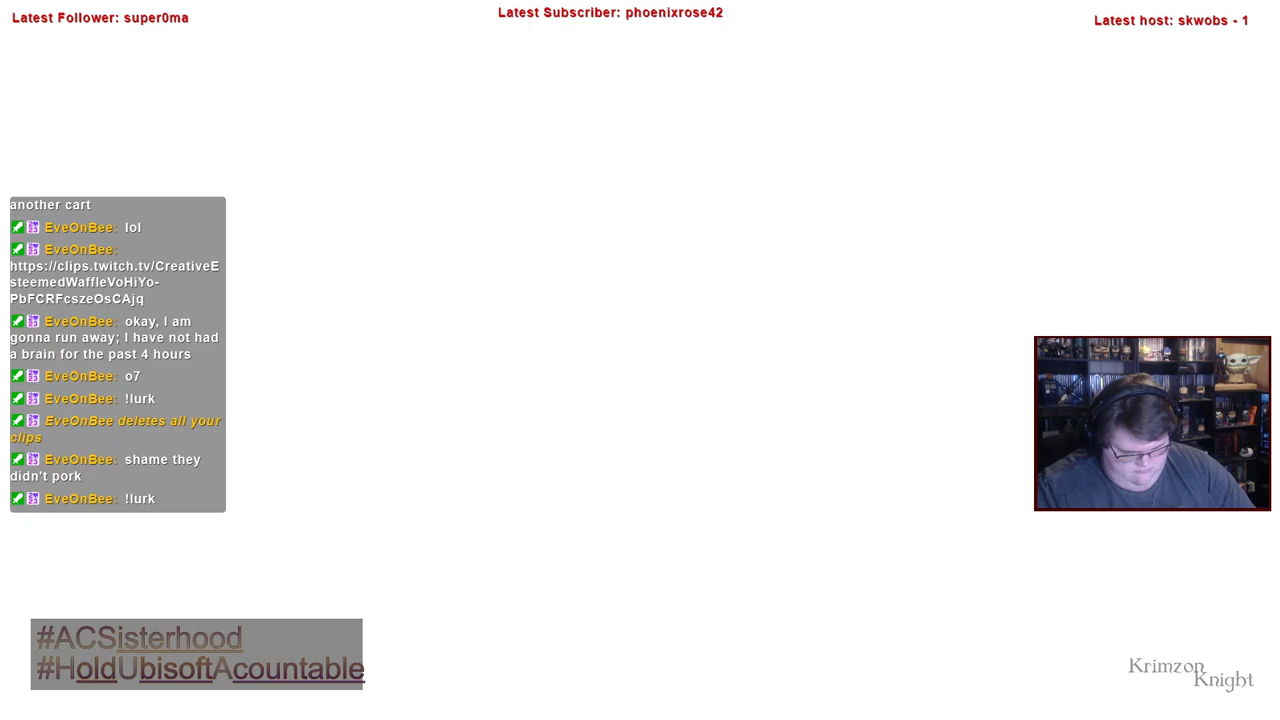 Latest Follower: super0ma
Latest Subscriber: phoenixrose42
Latest host: skwobs - 1
another cart
EveOnBee: lol
EveOnBee:
https://clips.twitch.tv/CreativeE
steemedWaffleVoHiYo-
PbFCRFcszeOsCAjq
EveOnBee: okay, I am
gonna run away; I have not had
a brain for the past 4 hours
EveOnBee: o7
EveOnBee: !lurk
EveOnBee deletes all your
clips
EveOnBee: shame they
didn't pork
EveOnBee: !lurk
#ACSisterhood
#HoldUbisoftAcountable
Krimzon
Knight